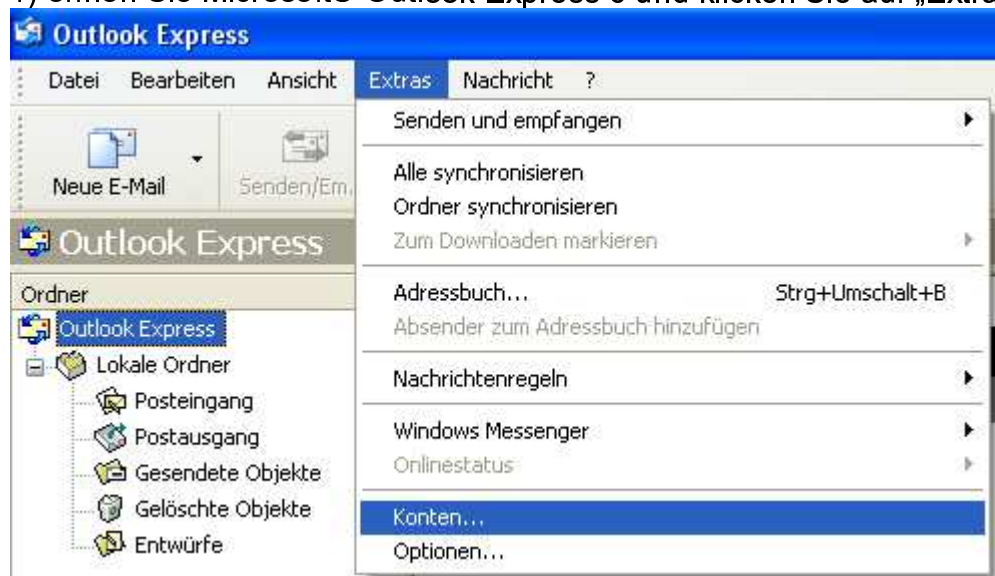 Outlook Express
Datei Bearbeiten Ansicht Extras Nachricht ?
Neue E-Mail
Senden/Em.
Outlook Express
Ordner
Outlook Express
Lokale Ordner
Posteingang
Postausgang
Gesendete Objekte
Gelöschte Objekte
Entwürfe
Senden und empfangen
Alle synchronisieren
Ordner synchronisieren
Zum Downloaden markieren
Adressbuch... Strg+Umschalt+B
Absender zum Adressbuch hinzufügen
Nachrichtenregeln
Windows Messenger
Onlinestatus
Konten...
Optionen...